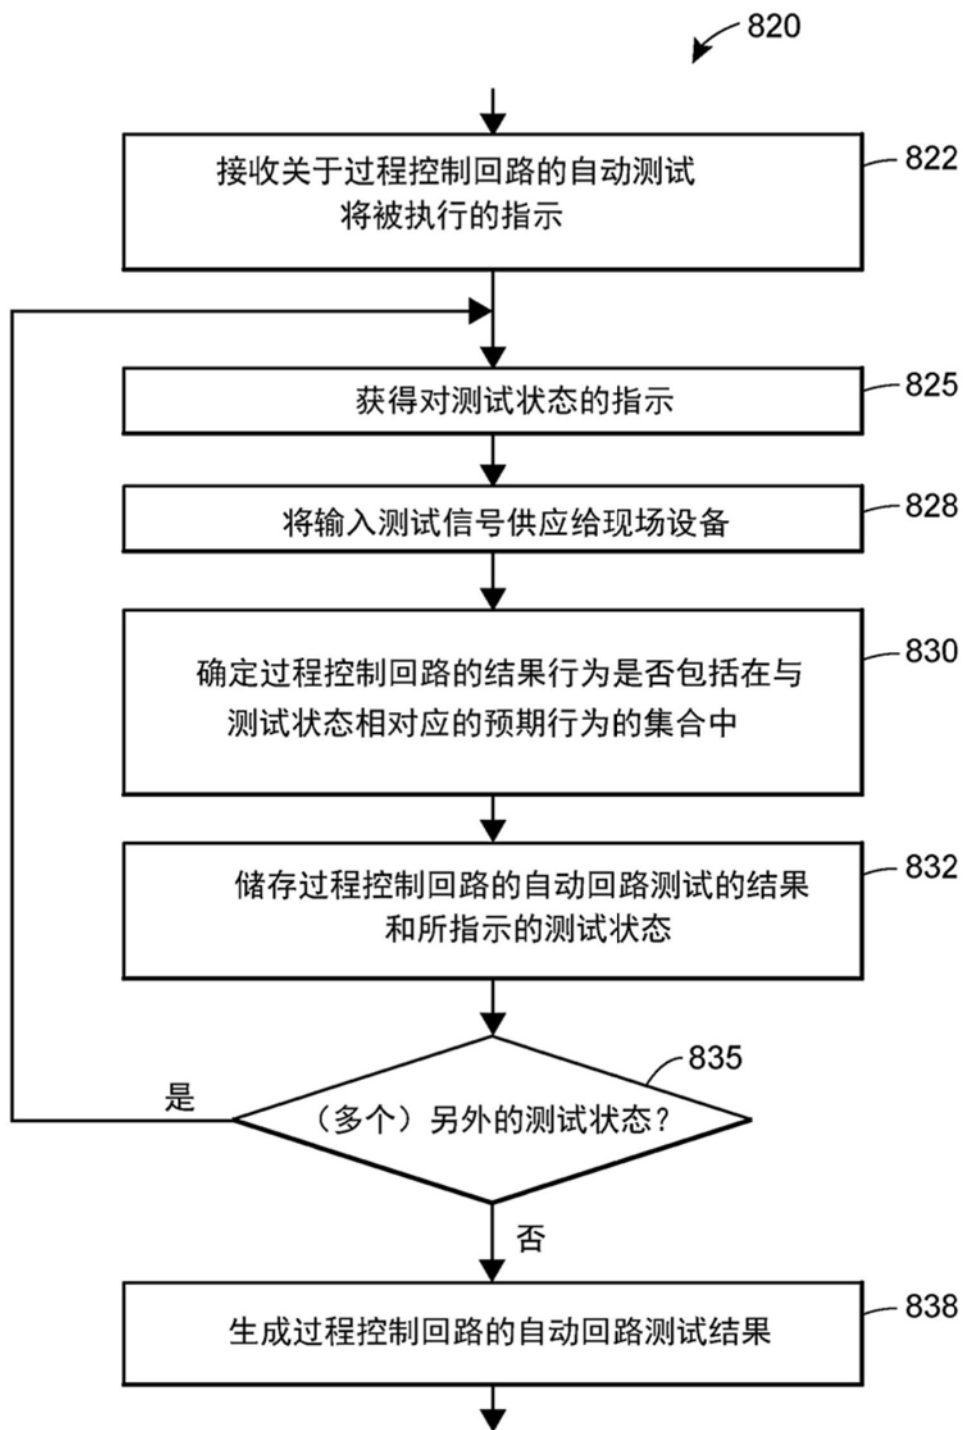 820
接收关于过程控制回路的自动测试
将被执行的指示
822
获得对测试状态的指示
825
将输入测试信号供应给现场设备
828
确定过程控制回路的结果行为是否包括在与
测试状态相对应的预期行为的集合中
830
储存过程控制回路的自动回路测试的结果
和所指示的测试状态
832
835
是
（多个）另外的测试状态？
否
生成过程控制回路的自动回路测试结果
838